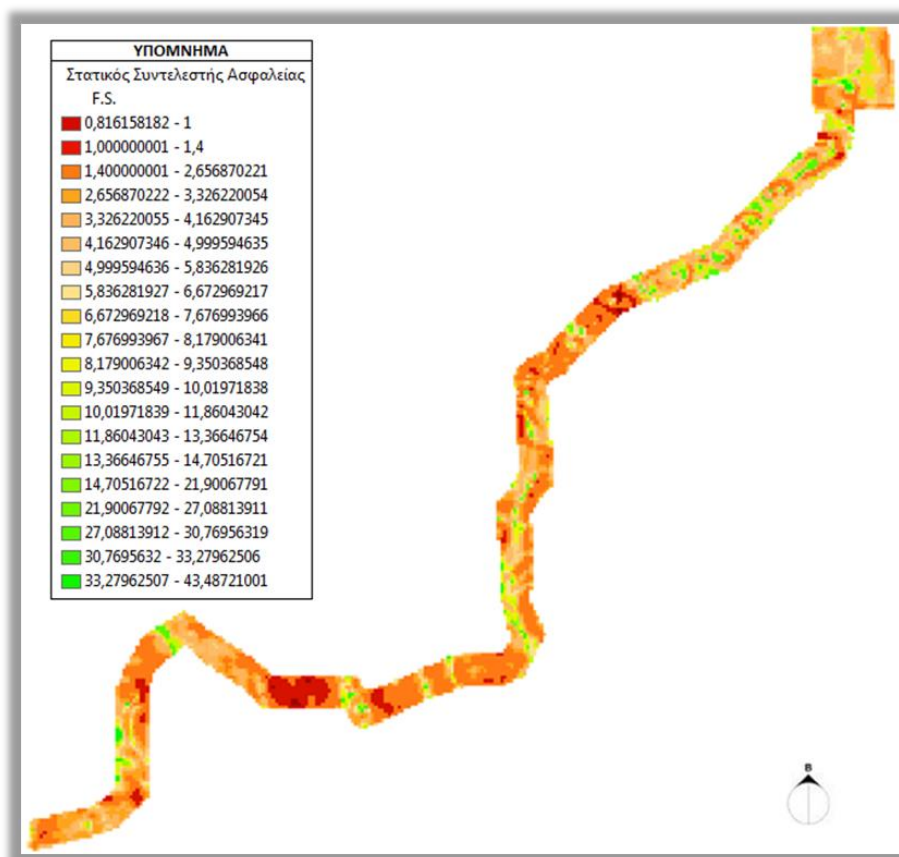 ΥΠΟΜΝΗΜΑ
Στατικός Συντελεστής Ασφαλείας
F.S.
0,816158182 - 1
1,000000001 - 1,4
1,400000001 - 2,656870221
2,656870222 - 3,326220054
3,326220055 - 4,162907345
4,162907346 - 4,999594635
4,999594636 - 5,836281926
5,836281927 - 6,672969217
6,672969218 - 7,676993966
7,676993967 - 8,179006341
8,179006342 - 9,350368548
9,350368549 - 10,01971838
10,01971839 - 11,86043042
11,86043043 - 13,36646754
13,36646755 - 14,70516721
14,70516722 - 21,90067791
21,90067792 - 27,08813911
27,08813912 - 30,76956319
30,7695632 - 33,27962506
33,27962507 - 43,48721001
Β